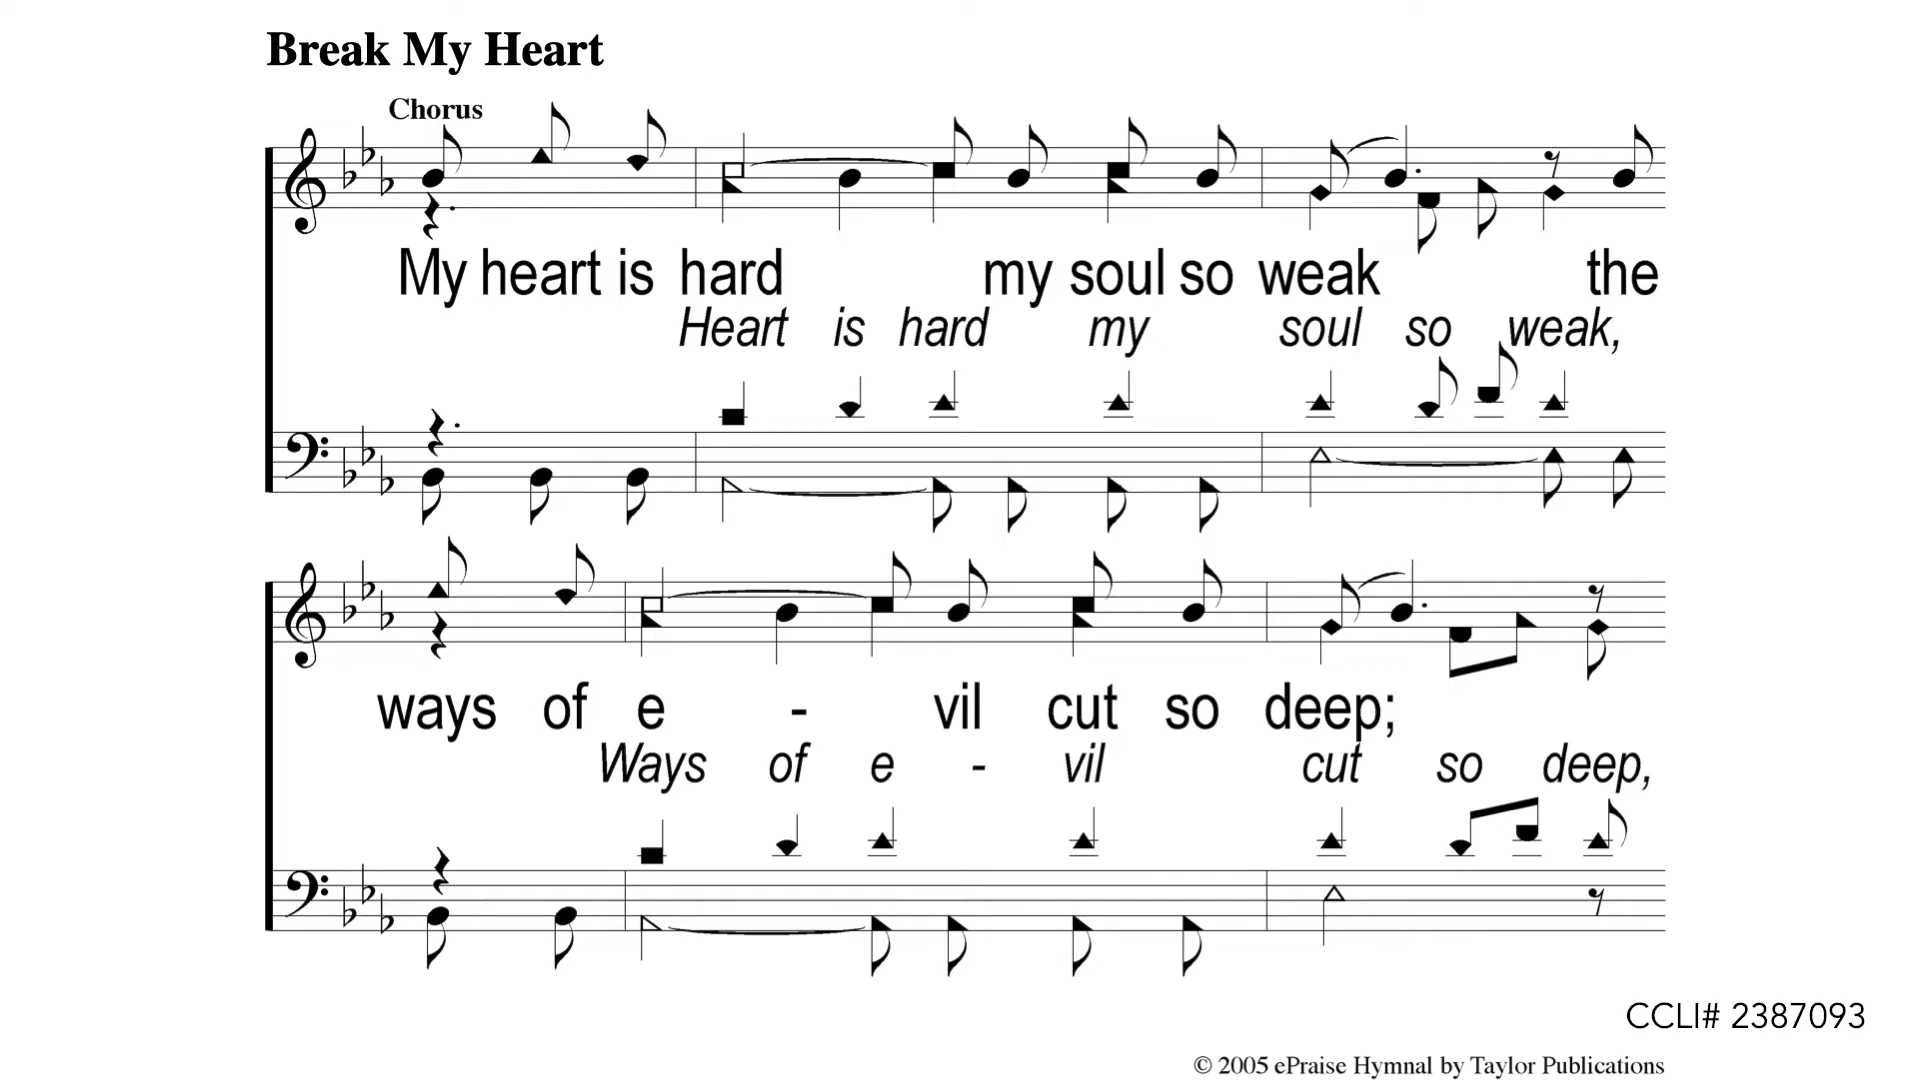 Break My Heart
Chorus
My heart is hard my soul so weak the
Heart is hard my soul so weak,
ways of e - vil cut so deep;
Ways of e - vil cut so deep,
CCLI# 2387093
© 2005 ePraise Hymnal by Taylor Publications